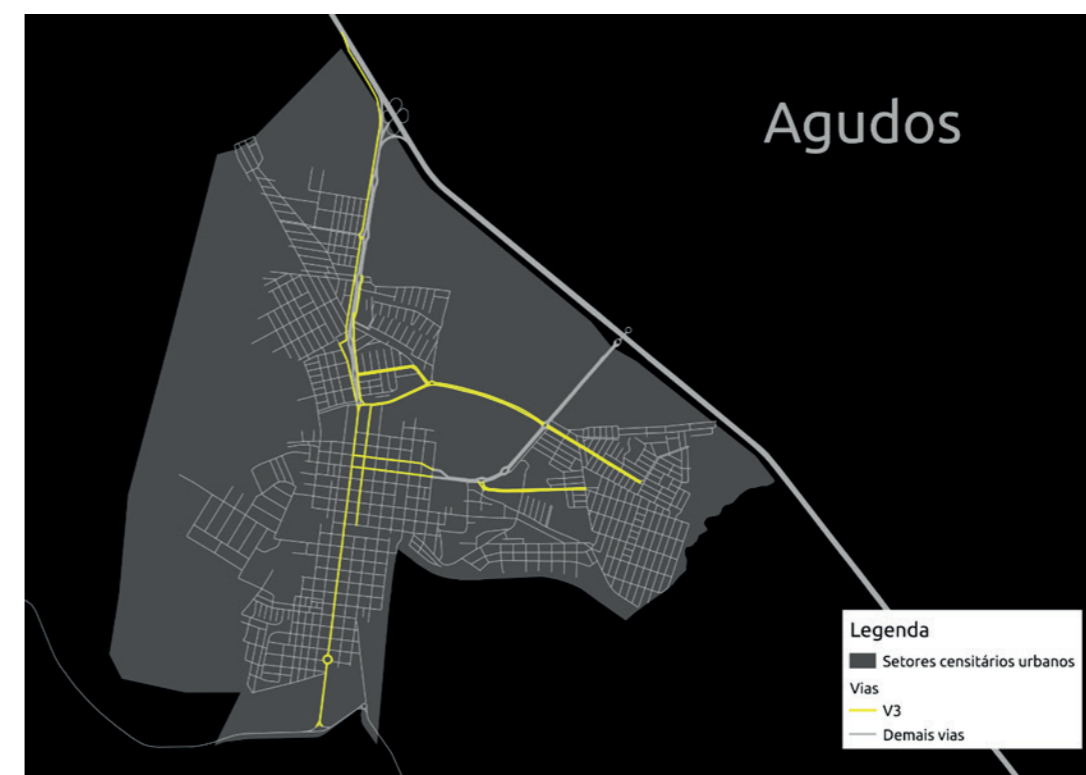 Agudos
Legenda
Setores censitários urbanos
Vias
V3
Demais vias